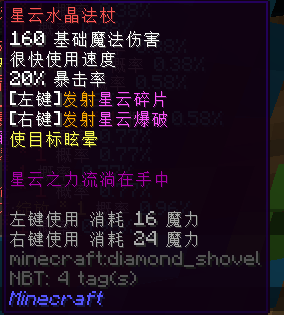 星云水晶法杖
160 基础魔法伤害
很快使用速度
20% 暴击率
[左键]发射星云碎片
[右键]发射星云爆破
使目标眩晕
星云之力流淌在手中
左键使用 消耗 16 魔力
右键使用 消耗 24 魔力
minecraft:diamond_shovel
NBT: 4 tag(s)
Minecraft